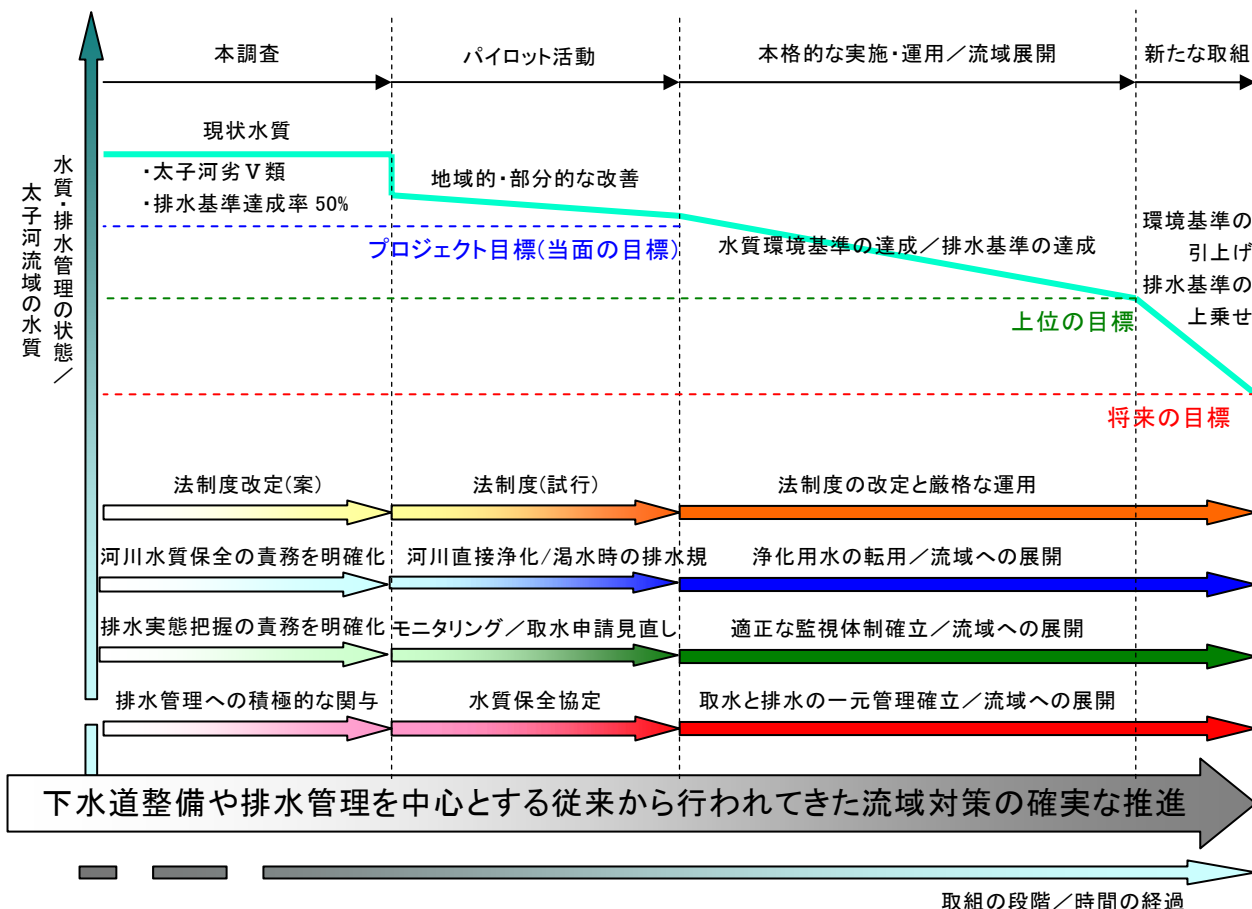 本調査
パイロット活動
本格的な実施・運用／流域展開
新たな取組
水質・排水管理の状態／
太子河流域の水質
現状水質
・太子河劣Ⅴ類
・排水基準達成率 50%
地域的・部分的な改善
プロジェクト目標(当面の目標)
水質環境基準の達成／排水基準の達成
環境基準の
引上げ
排水基準の
上乗せ
上位の目標
将来の目標
法制度改定(案)
法制度(試行)
法制度の改定と厳格な運用
河川水質保全の責務を明確化
河川直接浄化/渇水時の排水規
浄化用水の転用／流域への展開
排水実態把握の責務を明確化
モニタリング／取水申請見直し
適正な監視体制確立／流域への展開
排水管理への積極的な関与
水質保全協定
取水と排水の一元管理確立／流域への展開
下水道整備や排水管理を中心とする従来から行われてきた流域対策の確実な推進
取組の段階／時間の経過